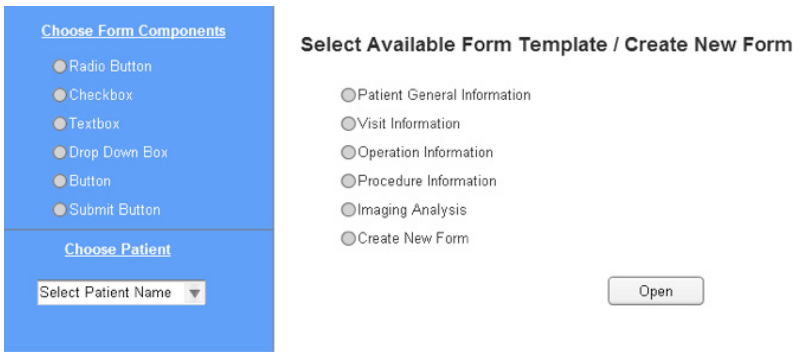 Choose Form Components
Radio Button
Checkbox
Textbox
Drop Down Box
Button
Submit Button
Choose Patient
Select Patient Name
Select Available Form Template / Create New Form
Patient General Information
Visit Information
Operation Information
Procedure Information
Imaging Analysis
Create New Form
Open